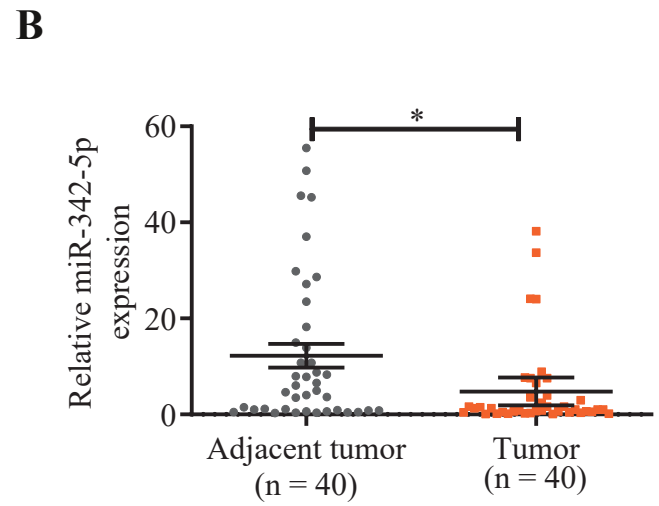 B
Relative miR-342-5p
expression
60
40
20
0
*
Adjacent tumor
(n = 40)
Tumor
(n = 40)